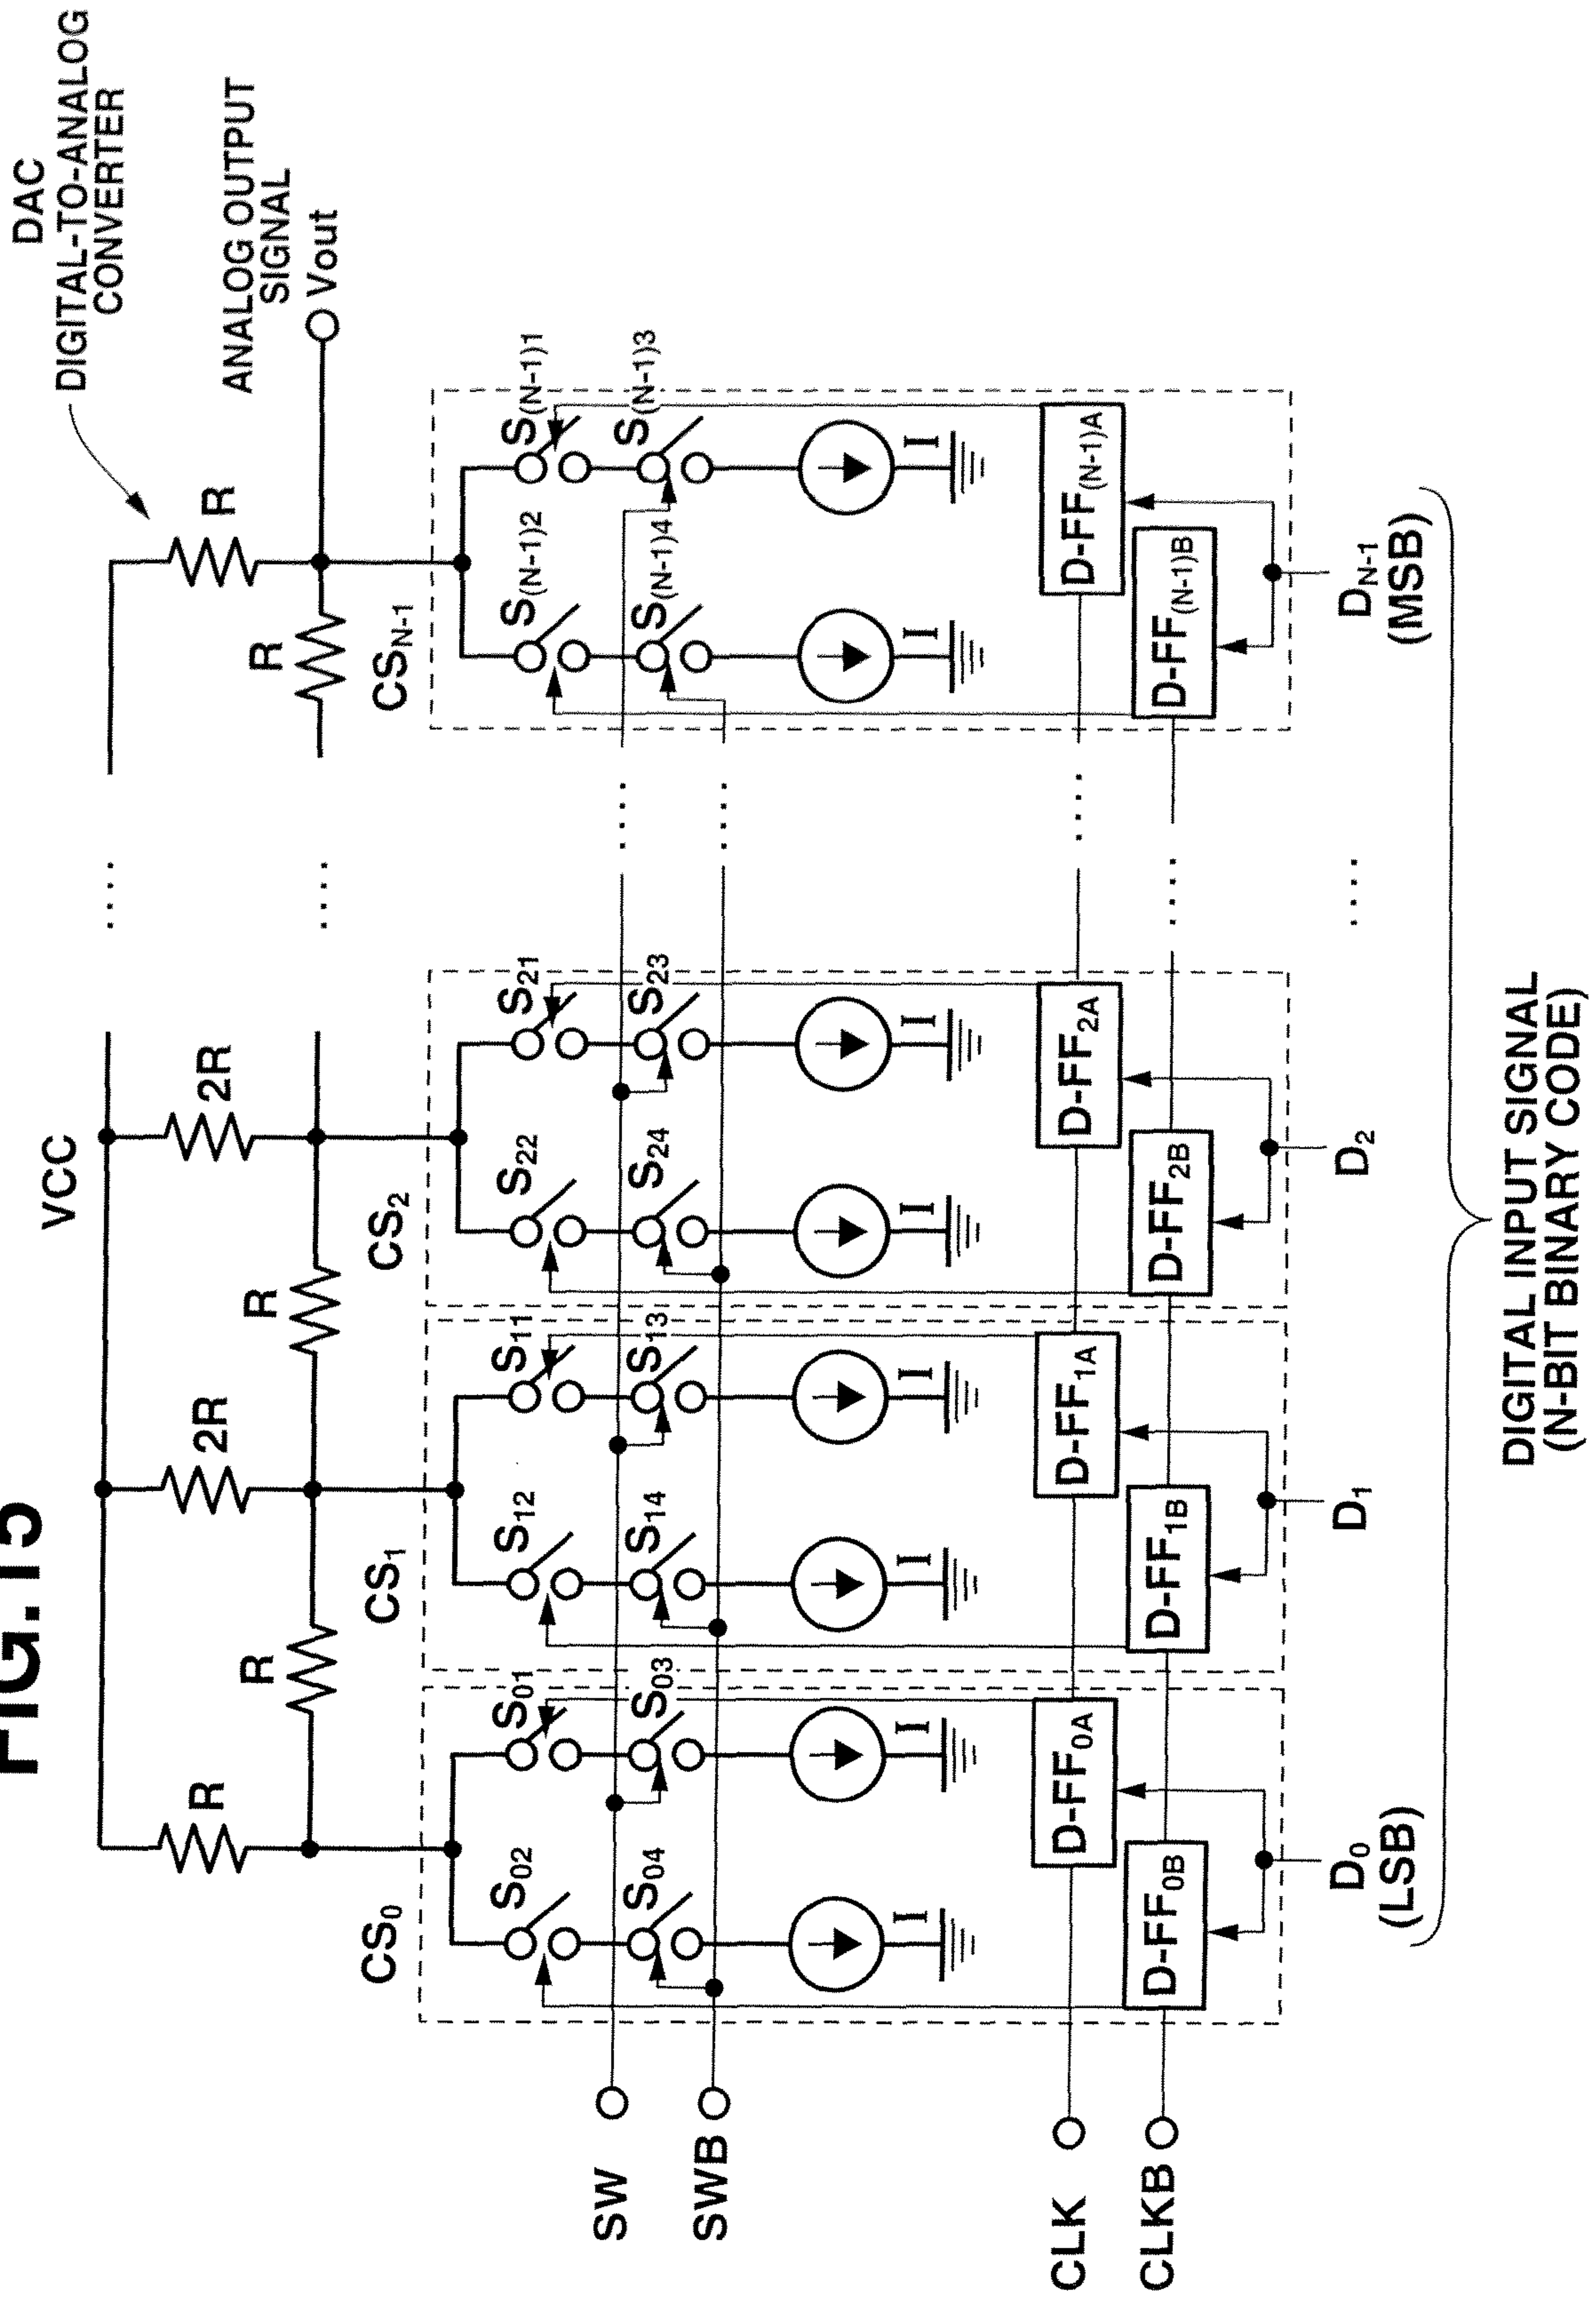 FIG.15
DAC
DIGITAL-TO-ANALOG
CONVERTER
VCC
R
2R
2R
R
ANALOG OUTPUT
SIGNAL
Vout
R
R
R
R
CS0
CS1
CS2
CSN-1
S02
S01
S12
S11
S22
S21
S(N-1)2
S(N-1)1
SW
S04
S03
S14
S13
S24
S23
S(N-1)4
S(N-1)3
SWB
I
I
I
I
I
I
I
I
CLK
D-FF0A
D-FF1A
D-FF2A
D-FF(N-1)A
CLKB
D-FF0B
D-FF1B
D-FF2B
D-FF(N-1)B
D0
(LSB)
D1
D2
DN-1
(MSB)
DIGITAL INPUT SIGNAL
(N-BIT BINARY CODE)